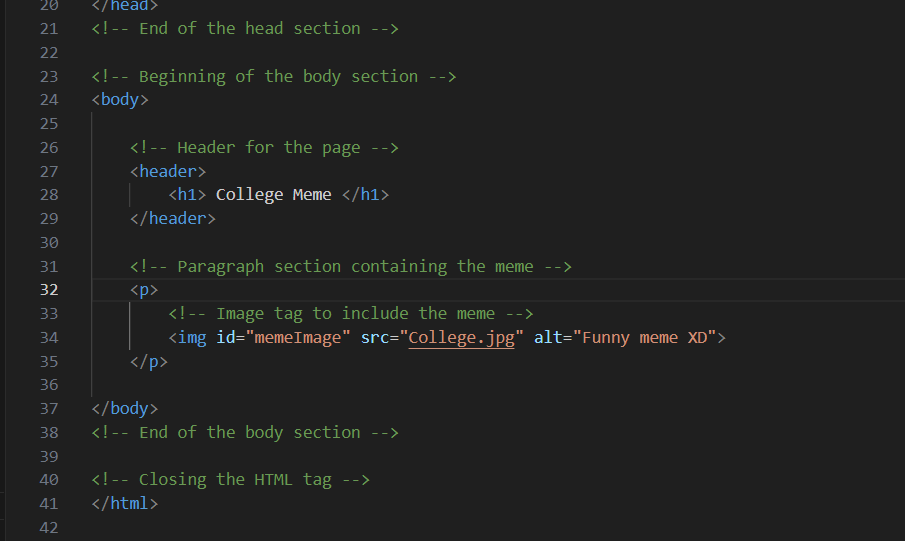 20 </head>
21 <!-- End of the head section -->
22
23 <!-- Beginning of the body section -->
24 <body>
25
26 <!-- Header for the page -->
27 <header>
28 <h1> College Meme </h1>
29 </header>
30
31 <!-- Paragraph section containing the meme -->
32 <p>
33 <!-- Image tag to include the meme -->
34 <img id="memeImage" src="College.jpg" alt="Funny meme XD">
35 </p>
36
37 </body>
38 <!-- End of the body section -->
39
40 <!-- Closing the HTML tag -->
41 </html>
42